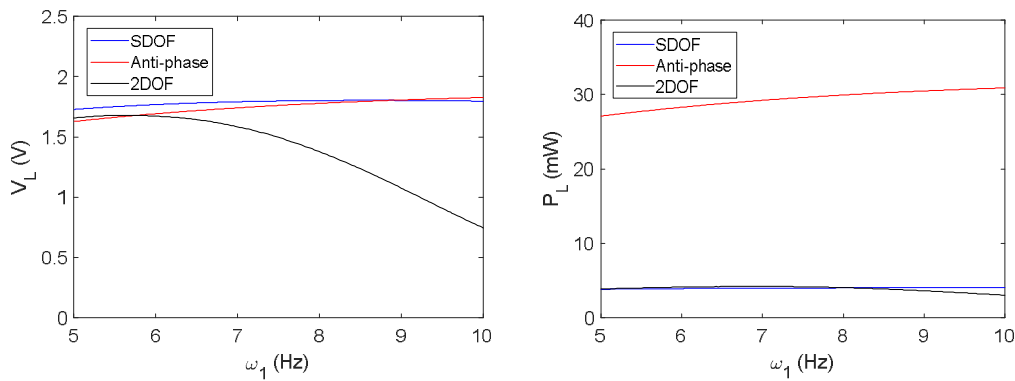 2.5
2
1.5
1
0.5
0
V_L (V)
SDOF
Anti-phase
2DOF
5 6 7 8 9 10
ω_1 (Hz)
40
30
20
10
0
P_L (mW)
SDOF
Anti-phase
2DOF
5 6 7 8 9 10
ω_1 (Hz)